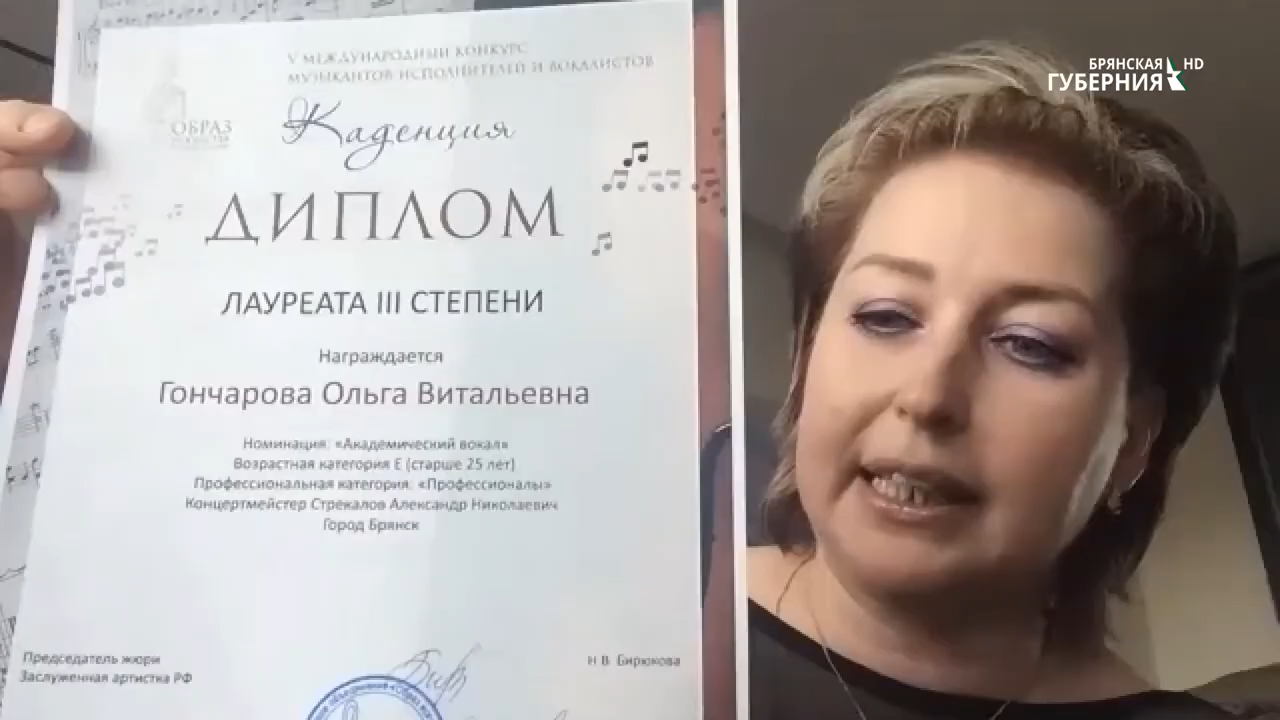 V МЕЖДУНАРОДНЫЙ КОНКУРС
МУЗЫКАНТОВ ИСПОЛНИТЕЛЕЙ И ВОКАЛИСТОВ
ОБРАЗ
Каденция
ДИПЛОМ
ЛАУРЕАТА III СТЕПЕНИ
Награждается
Гончарова Ольга Витальевна
Номинация: «Академический вокал»
Возрастная категория Е (старше 25 лет)
Профессиональная категория: «Профессионалы»
Концертмейстер Стрекалов Александр Николаевич
Город Брянск
Председатель жюри
Заслуженная артистка РФ
Н.В. Бирюкова
БРЯНСКАЯ HD
ГУБЕРНИЯ